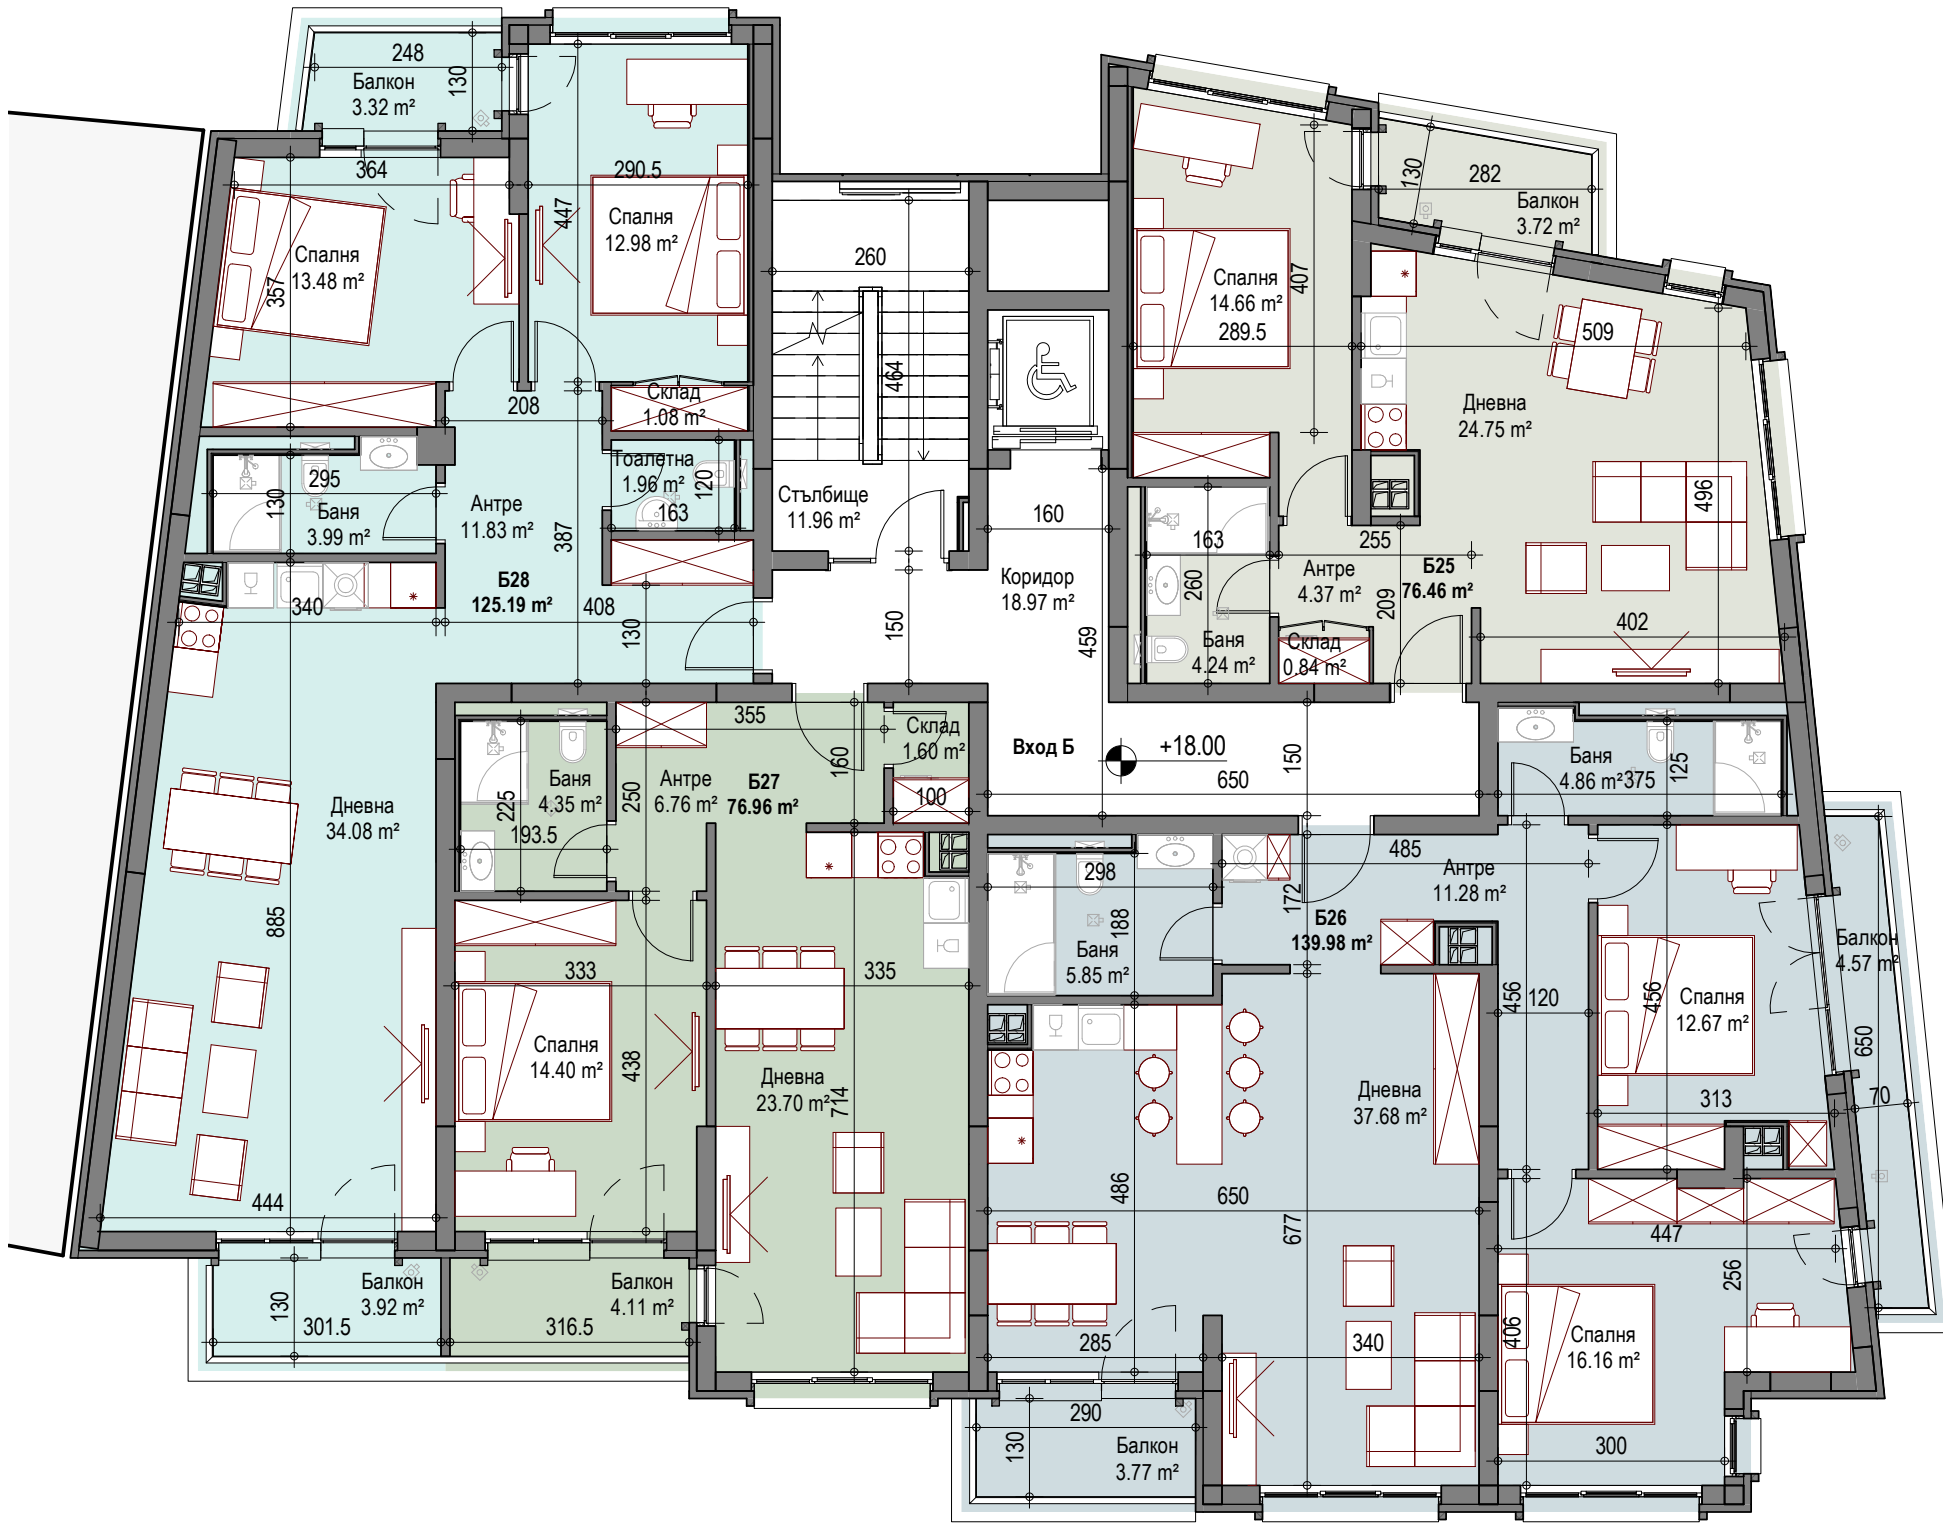 248
130
Балкон
3.32 m²
364
290.5
447
Спалня
12.98 m²
Спалня
13.48 m²
357
208
Склад
1.08 m²
Тоалетна
1.96 m²
120
163
295
130
Баня
3.99 m²
Антре
11.83 m²
387
Б28
125.19 m²
340
408
130
Дневна
34.08 m²
885
444
Балкон
3.92 m²
130
301.5
260
464
Стълбище
11.96 m²
150
160
Коридор
18.97 m²
459
Вход Б
+18.00
650
150
Спалня
14.66 m²
289.5
407
130
282
Балкон
3.72 m²
509
Дневна
24.75 m²
496
163
260
255
Антре
4.37 m²
209
Б25
76.46 m²
Баня
4.24 m²
Склад
0.84 m²
402
355
160
Склад
1.60 m²
100
Баня
4.35 m²
225
193.5
250
Антре
6.76 m²
Б27
76.96 m²
333
335
Спалня
14.40 m²
438
Дневна
23.70 m²
714
Балкон
4.11 m²
316.5
Баня
4.86 m²
375
125
298
188
Баня
5.85 m²
172
485
Антре
11.28 m²
Б26
139.98 m²
456
120
456
Спалня
12.67 m²
313
Балкон
4.57 m²
650
70
Дневна
37.68 m²
486
650
677
285
340
290
130
Балкон
3.77 m²
447
256
406
Спалня
16.16 m²
300